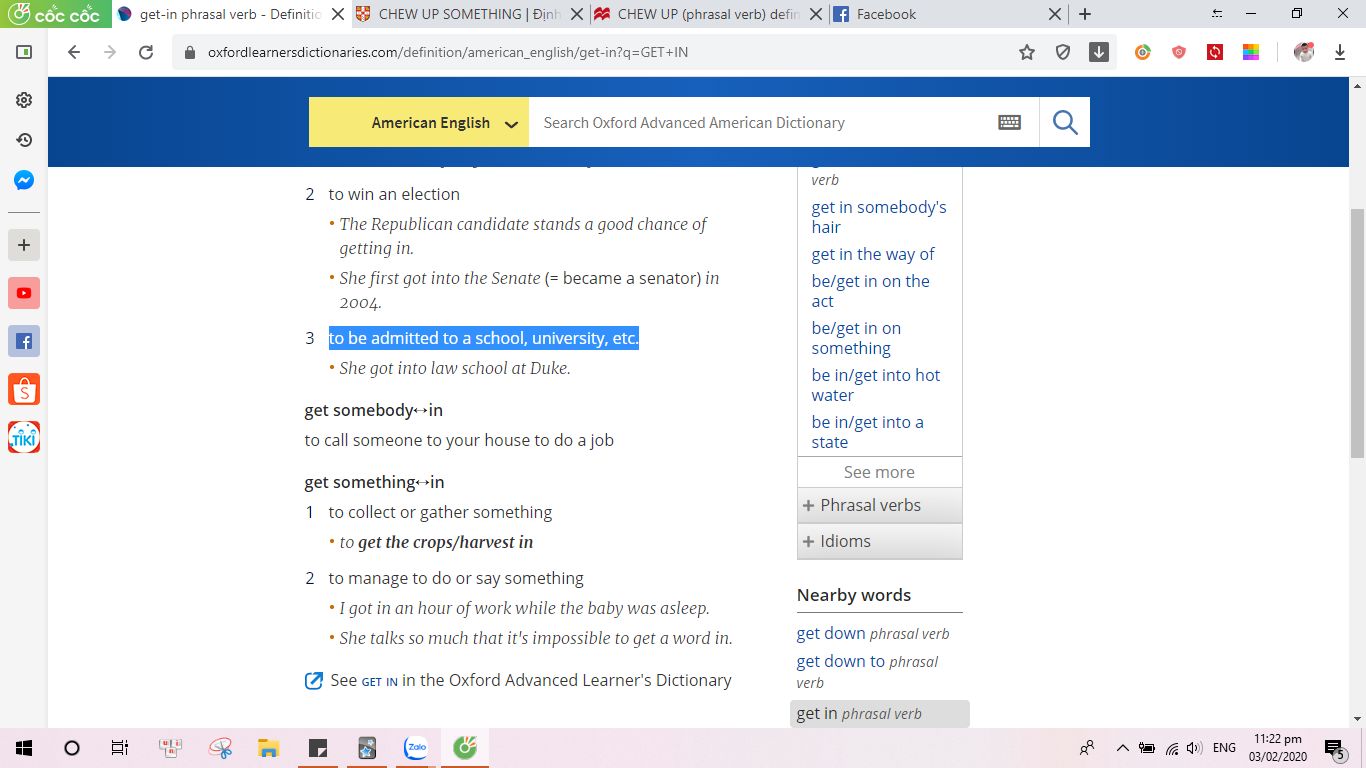 cốc cốc
get-in phrasal verb - Definitio
CHEW UP SOMETHING | Định
CHEW UP (phrasal verb) defin
Facebook
oxfordlearnersdictionaries.com/definition/american_english/get-in?q=GET+IN
American English
Search Oxford Advanced American Dictionary
2 to win an election
• The Republican candidate stands a good chance of
getting in.
• She first got into the Senate (= became a senator) in
2004.
3 to be admitted to a school, university, etc.
• She got into law school at Duke.
get somebody↔in
to call someone to your house to do a job
get something↔in
1 to collect or gather something
• to get the crops/harvest in
2 to manage to do or say something
• I got in an hour of work while the baby was asleep.
• She talks so much that it's impossible to get a word in.
See GET IN in the Oxford Advanced Learner's Dictionary
verb
get in somebody's
hair
get in the way of
be/get in on the
act
be/get in on
something
be in/get into hot
water
be in/get into a
state
See more
+ Phrasal verbs
+ Idioms
Nearby words
get down phrasal verb
get down to phrasal
verb
get in phrasal verb
TIKI
Zalo
ENG
11:22 pm
03/02/2020
5